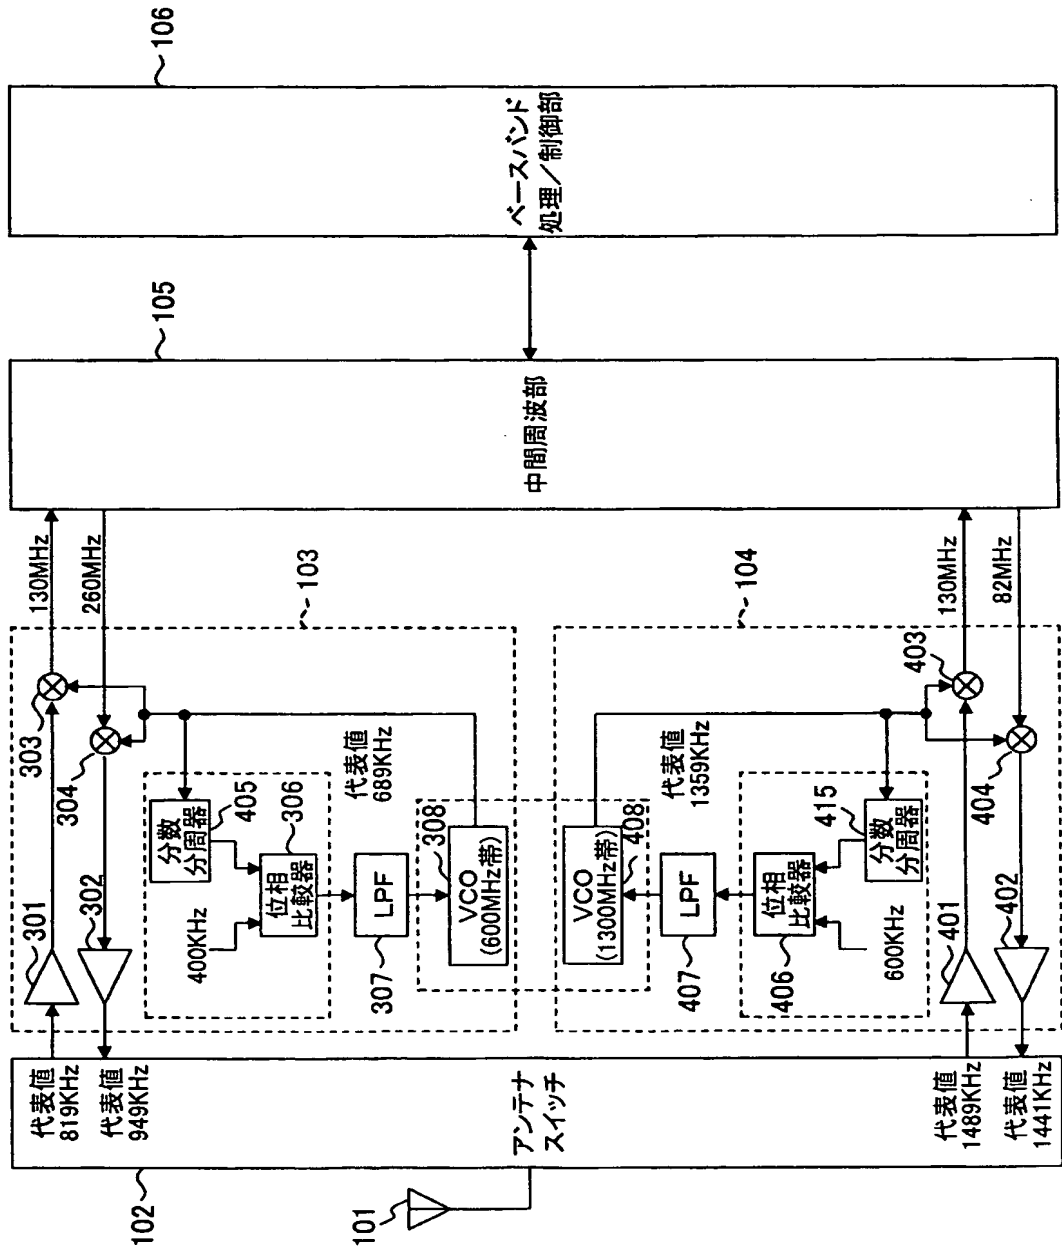 106
ベースバンド
処理／制御部
105
中間周波部
130MHz
260MHz
103
104
130MHz
82MHz
303
304
403
404
代表値
689KHz
代表値
1359KHz
分数
分周器
405
位相
比較器
306
400KHz
LPF
307
VCO
(600MHz帯)
308
VCO
(1300MHz帯)
408
LPF
407
位相
比較器
406
分数
分周器
415
600KHz
301
302
401
402
代表値
819KHz
代表値
949KHz
アンテナ
スイッチ
代表値
1489KHz
代表値
1441KHz
102
101